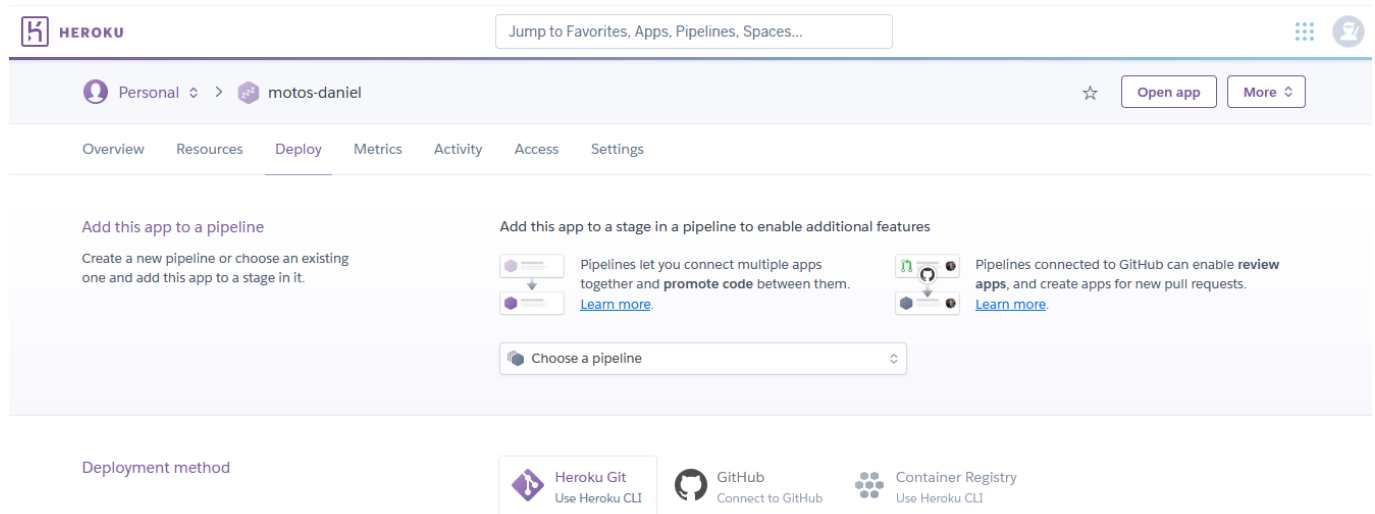 HEROKU
Jump to Favorites, Apps, Pipelines, Spaces...
Personal > motos-daniel
Open app
More
Overview Resources Deploy Metrics Activity Access Settings
Add this app to a pipeline
Create a new pipeline or choose an existing
one and add this app to a stage in it.
Add this app to a stage in a pipeline to enable additional features
Pipelines let you connect multiple apps
together and promote code between them.
Learn more.
Pipelines connected to GitHub can enable review
apps, and create apps for new pull requests.
Learn more.
Choose a pipeline
Deployment method
Heroku Git
Use Heroku CLI
GitHub
Connect to GitHub
Container Registry
Use Heroku CLI